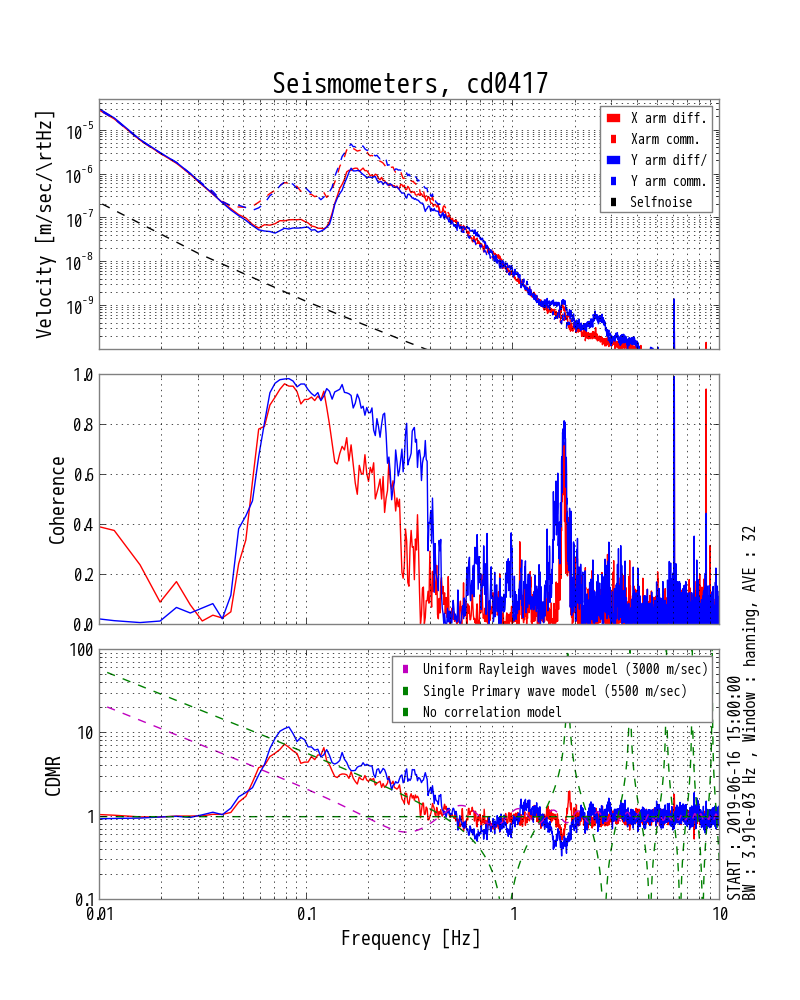 Seismometers, cd0417
Velocity [m/sec/\rtHz]
10^-5
10^-6
10^-7
10^-8
10^-9
X arm diff.
Xarm comm.
Y arm diff/
Y arm comm.
Selfnoise
Coherence
1.0
0.8
0.6
0.4
0.2
0.0
CDMR
100
10
1
0.1
Uniform Rayleigh waves model (3000 m/sec)
Single Primary wave model (5500 m/sec)
No correlation model
0.01
0.1
1
10
Frequency [Hz]
START : 2019-06-16 15:00:00
BW : 3.91e-03 Hz , Window : hanning, AVE : 32